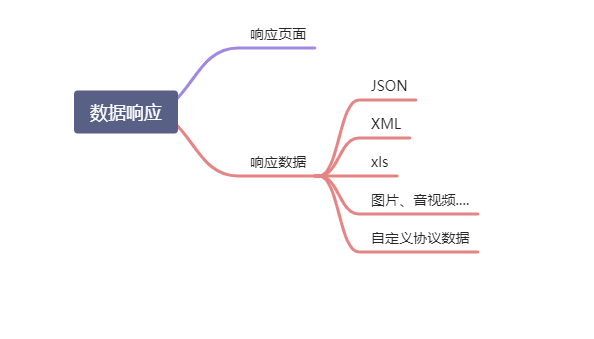 响应页面
JSON
数据响应
XML
响应数据
xls
图片、音视频....
自定义协议数据